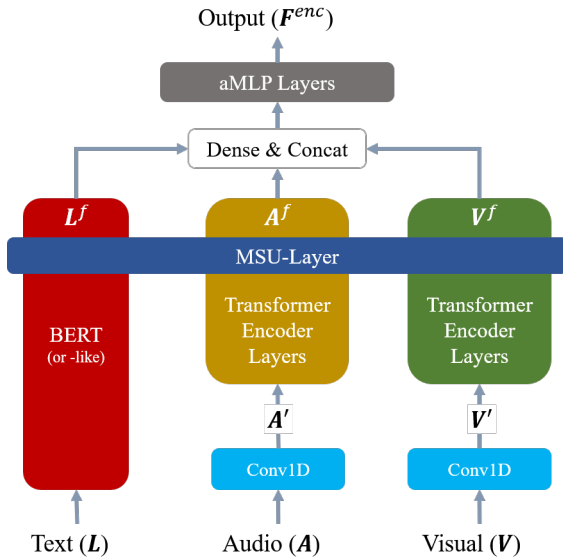 Output (F^enc)
aMLP Layers
Dense & Concat
L^f
A^f
V^f
MSU-Layer
BERT
(or -like)
Transformer
Encoder
Layers
Transformer
Encoder
Layers
A′
V′
Conv1D
Conv1D
Text (L)
Audio (A)
Visual (V)